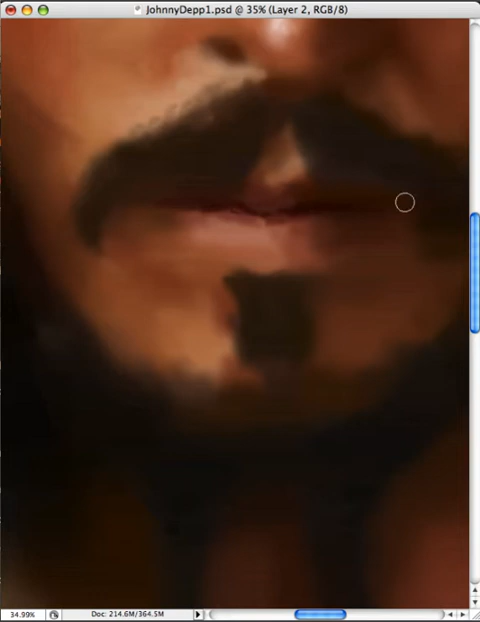 JohnnyDepp1.psd @ 35% (Layer 2, RGB/8)
34.99%
Doc: 214.6M/364.5M